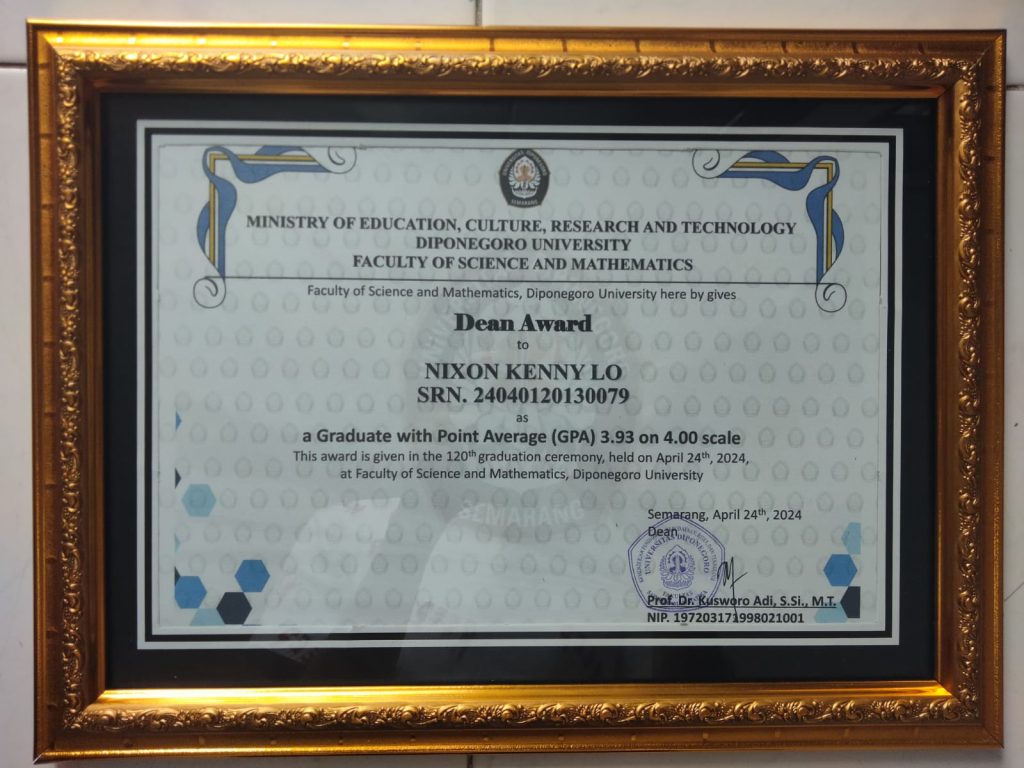 SEMARANG
MINISTRY OF EDUCATION, CULTURE, RESEARCH AND TECHNOLOGY
DIPONEGORO UNIVERSITY
FACULTY OF SCIENCE AND MATHEMATICS
Faculty of Science and Mathematics, Diponegoro University here by gives
Dean Award
to
NIXON KENNY LO
SRN. 24040120130079
as
a Graduate with Point Average (GPA) 3.93 on 4.00 scale
This award is given in the 120th graduation ceremony, held on April 24th, 2024,
at Faculty of Science and Mathematics, Diponegoro University
SEMARANG
Semarang, April 24th, 2024
Dean
UNIVERSITAS DIPONEGORO
Prof. Dr. Kusworo Adi, S.Si., M.T.
NIP. 197203171998021001